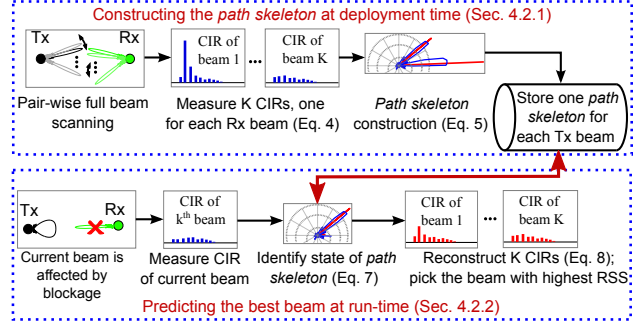 Constructing the path skeleton at deployment time (Sec. 4.2.1)
Tx
Rx
Pair-wise full beam
scanning
CIR of
beam 1
...
CIR of
beam K
Measure K CIRs, one
for each Rx beam (Eq. 4)
Path skeleton
construction (Eq. 5)
Store one path
skeleton for
each Tx beam
Tx
Rx
Current beam is
affected by
blockage
CIR of
kth beam
Measure CIR
of current beam
Identify state of path
skeleton (Eq. 7)
CIR of
beam 1
...
CIR of
beam K
Reconstruct K CIRs (Eq. 8);
pick the beam with highest RSS
Predicting the best beam at run-time (Sec. 4.2.2)